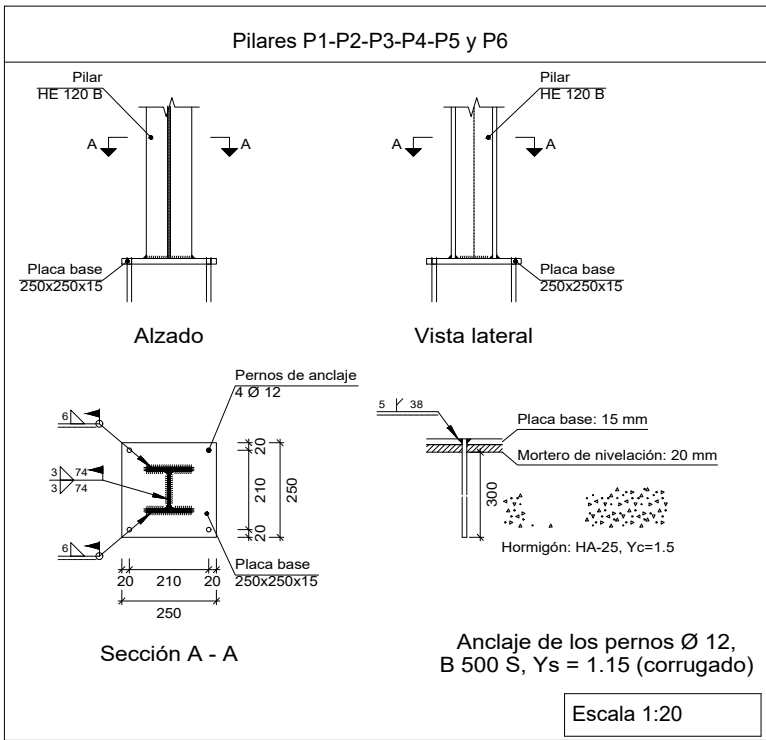 Pilares P1-P2-P3-P4-P5 y P6
Pilar
HE 120 B
A
A
Placa base
250x250x15
Alzado
Pilar
HE 120 B
A
A
Placa base
250x250x15
Vista lateral
Pernos de anclaje
4 Ø 12
6
3 74
3 74
6
20
210
20
250
20 210 20
250
Placa base
250x250x15
Sección A - A
5 38
Placa base: 15 mm
Mortero de nivelación: 20 mm
300
Hormigón: HA-25, Yc=1.5
Anclaje de los pernos Ø 12,
B 500 S, Ys = 1.15 (corrugado)
Escala 1:20